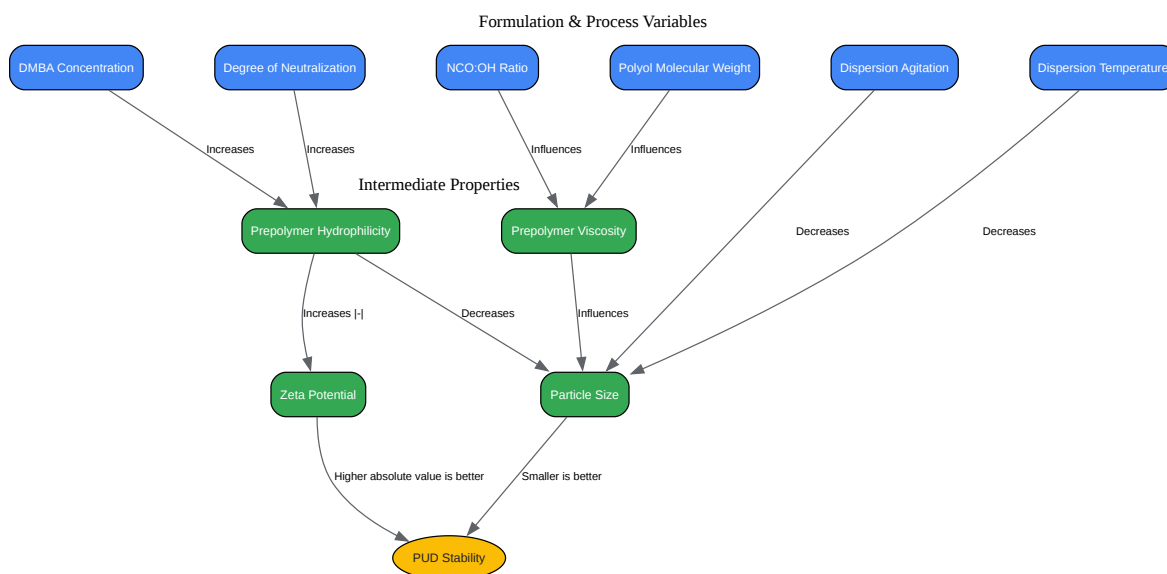 Formulation & Process Variables
DMBA Concentration
Degree of Neutralization
NCO:OH Ratio
Polyol Molecular Weight
Dispersion Agitation
Dispersion Temperature
Increases
Increases
Influences
Influences
Intermediate Properties
Prepolymer Hydrophilicity
Prepolymer Viscosity
Decreases
Decreases
Increases |-|
Decreases
Influences
Zeta Potential
Particle Size
Higher absolute value is better
Smaller is better
PUD Stability